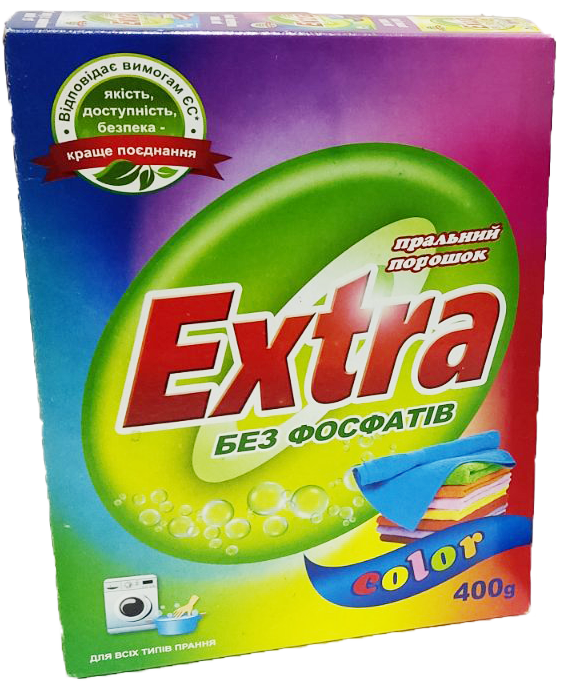 Відповідає вимогам ЄС*
якість,
доступність,
безпека -
краще поєднання
пральний
порошок
Extra
БЕЗ ФОСФАТІВ
color
400g
ДЛЯ ВСІХ ТИПІВ ПРАННЯ